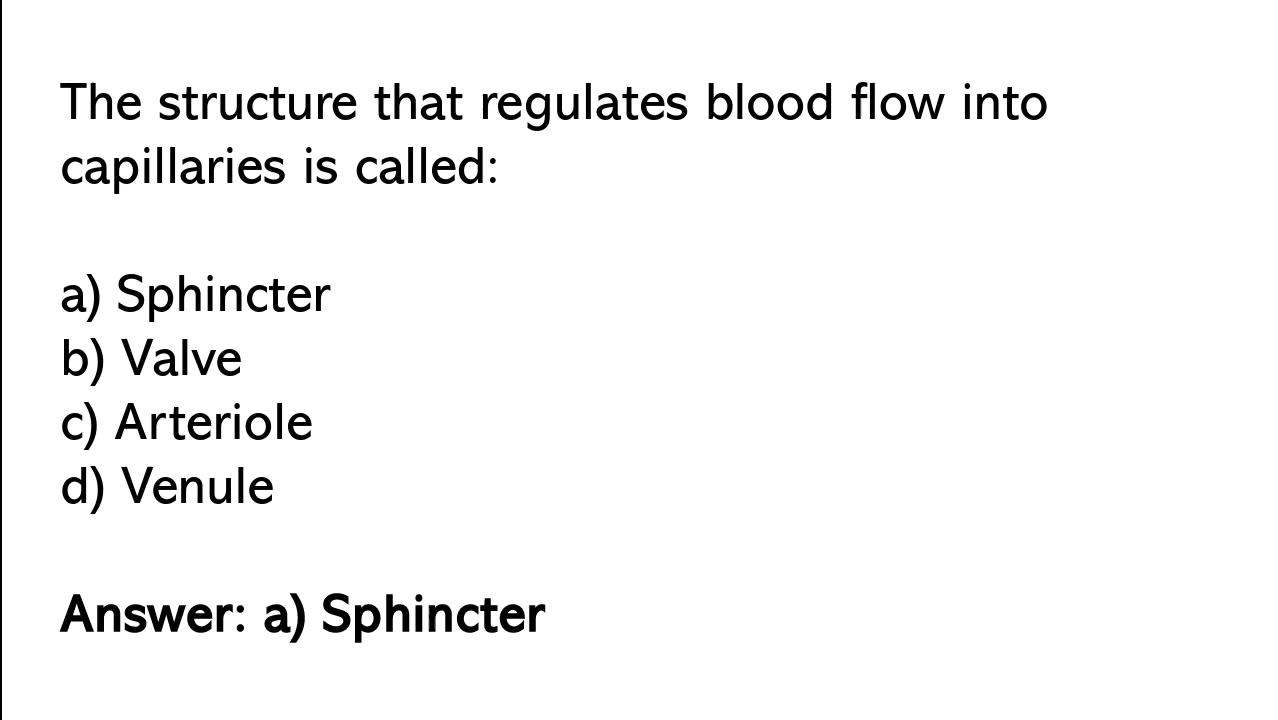 The structure that regulates blood flow into
capillaries is called:
a) Sphincter
b) Valve
c) Arteriole
d) Venule
Answer: a) Sphincter